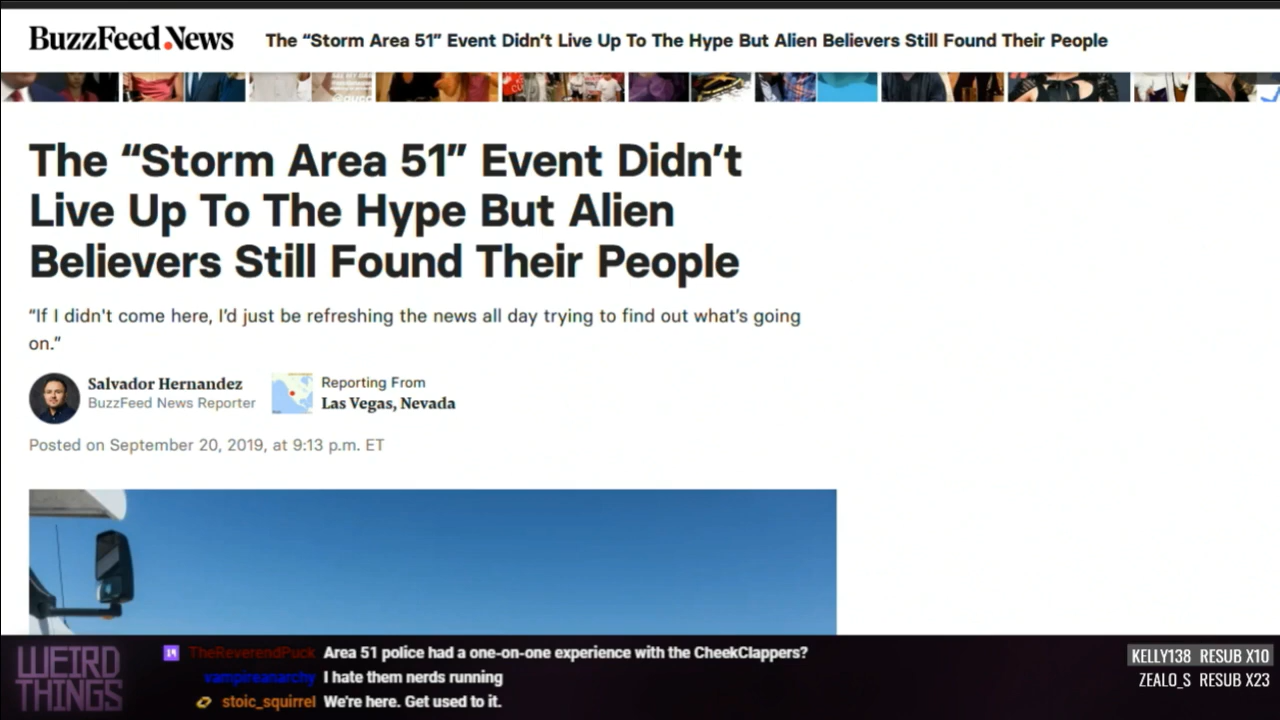 BuzzFeed News
The “Storm Area 51” Event Didn’t Live Up To The Hype But Alien Believers Still Found Their People
The “Storm Area 51” Event Didn’t
Live Up To The Hype But Alien
Believers Still Found Their People
“If I didn't come here, I’d just be refreshing the news all day trying to find out what’s going
on.”
Salvador Hernandez
BuzzFeed News Reporter
Reporting From
Las Vegas, Nevada
Posted on September 20, 2019, at 9:13 p.m. ET
WEIRD
THINGS
TheReverendPuck Area 51 police had a one-on-one experience with the CheekClappers?
vampireanarchy I hate them nerds running
stoic_squirrel We're here. Get used to it.
KELLY138 RESUB X10
ZEALO_S RESUB X23